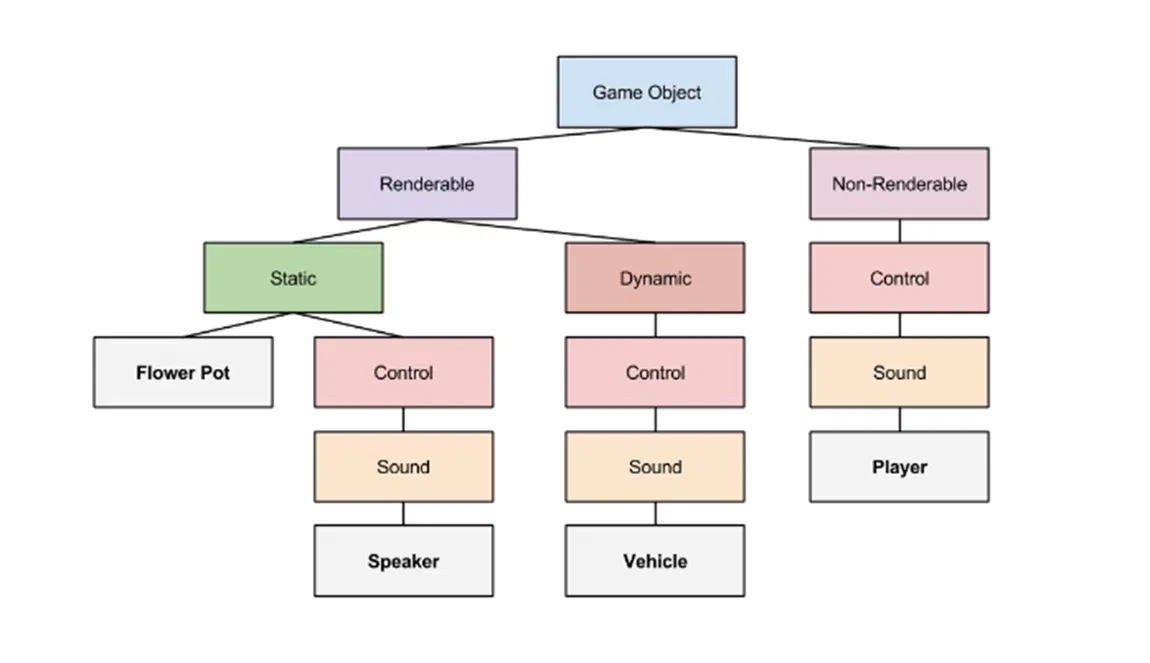 Game Object
Renderable
Non-Renderable
Static
Dynamic
Control
Flower Pot
Control
Control
Sound
Sound
Sound
Player
Speaker
Vehicle